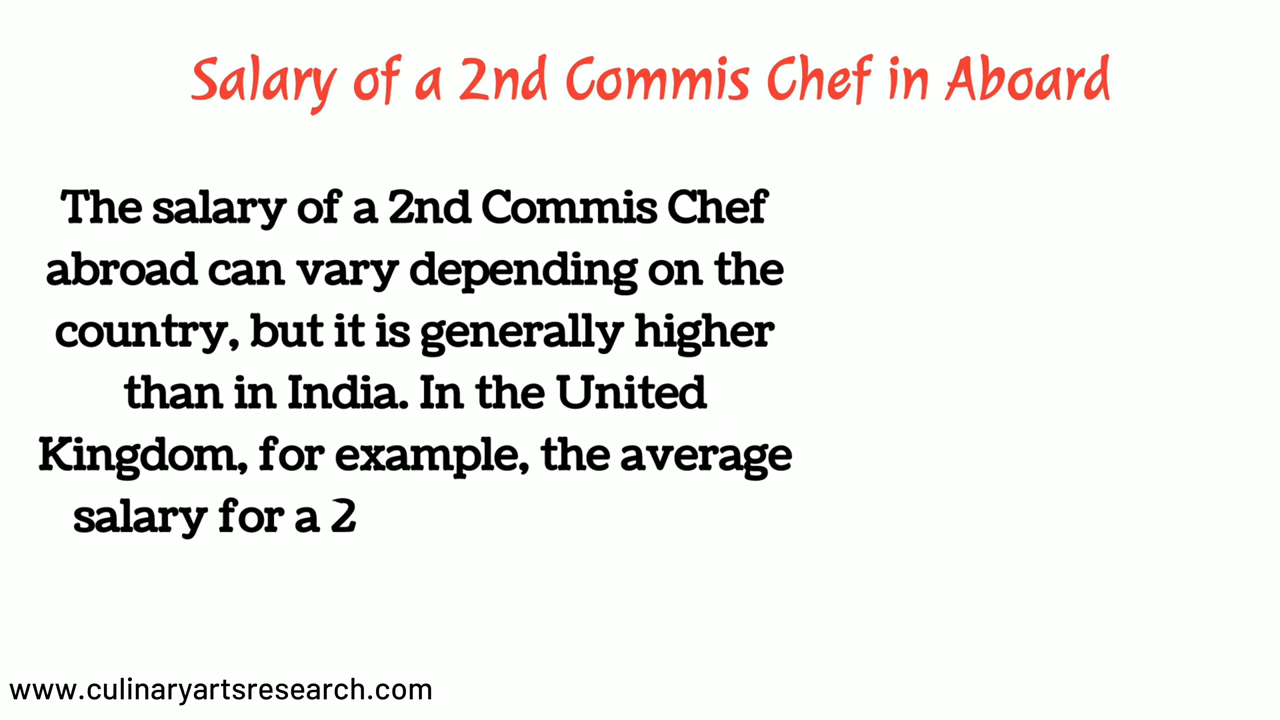 Salary of a 2nd Commis Chef in Aboard
The salary of a 2nd Commis Chef
abroad can vary depending on the
country, but it is generally higher
than in India. In the United
Kingdom, for example, the average
salary for a 2
www.culinaryartsresearch.com